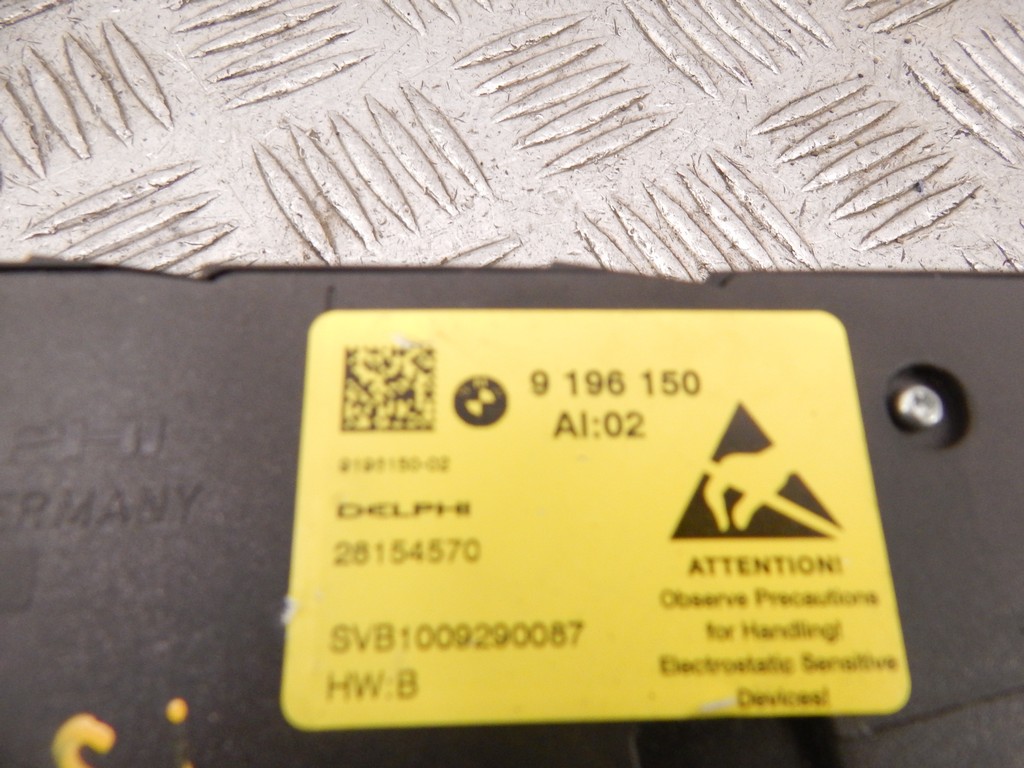 9 196 150
AI:02
9196150-02
DELPHI
28154570
SVB1009290087
HW:B
ATTENTION!
Observe Precautions
for Handling!
Electrostatic Sensitive
Devices!
ERMANY